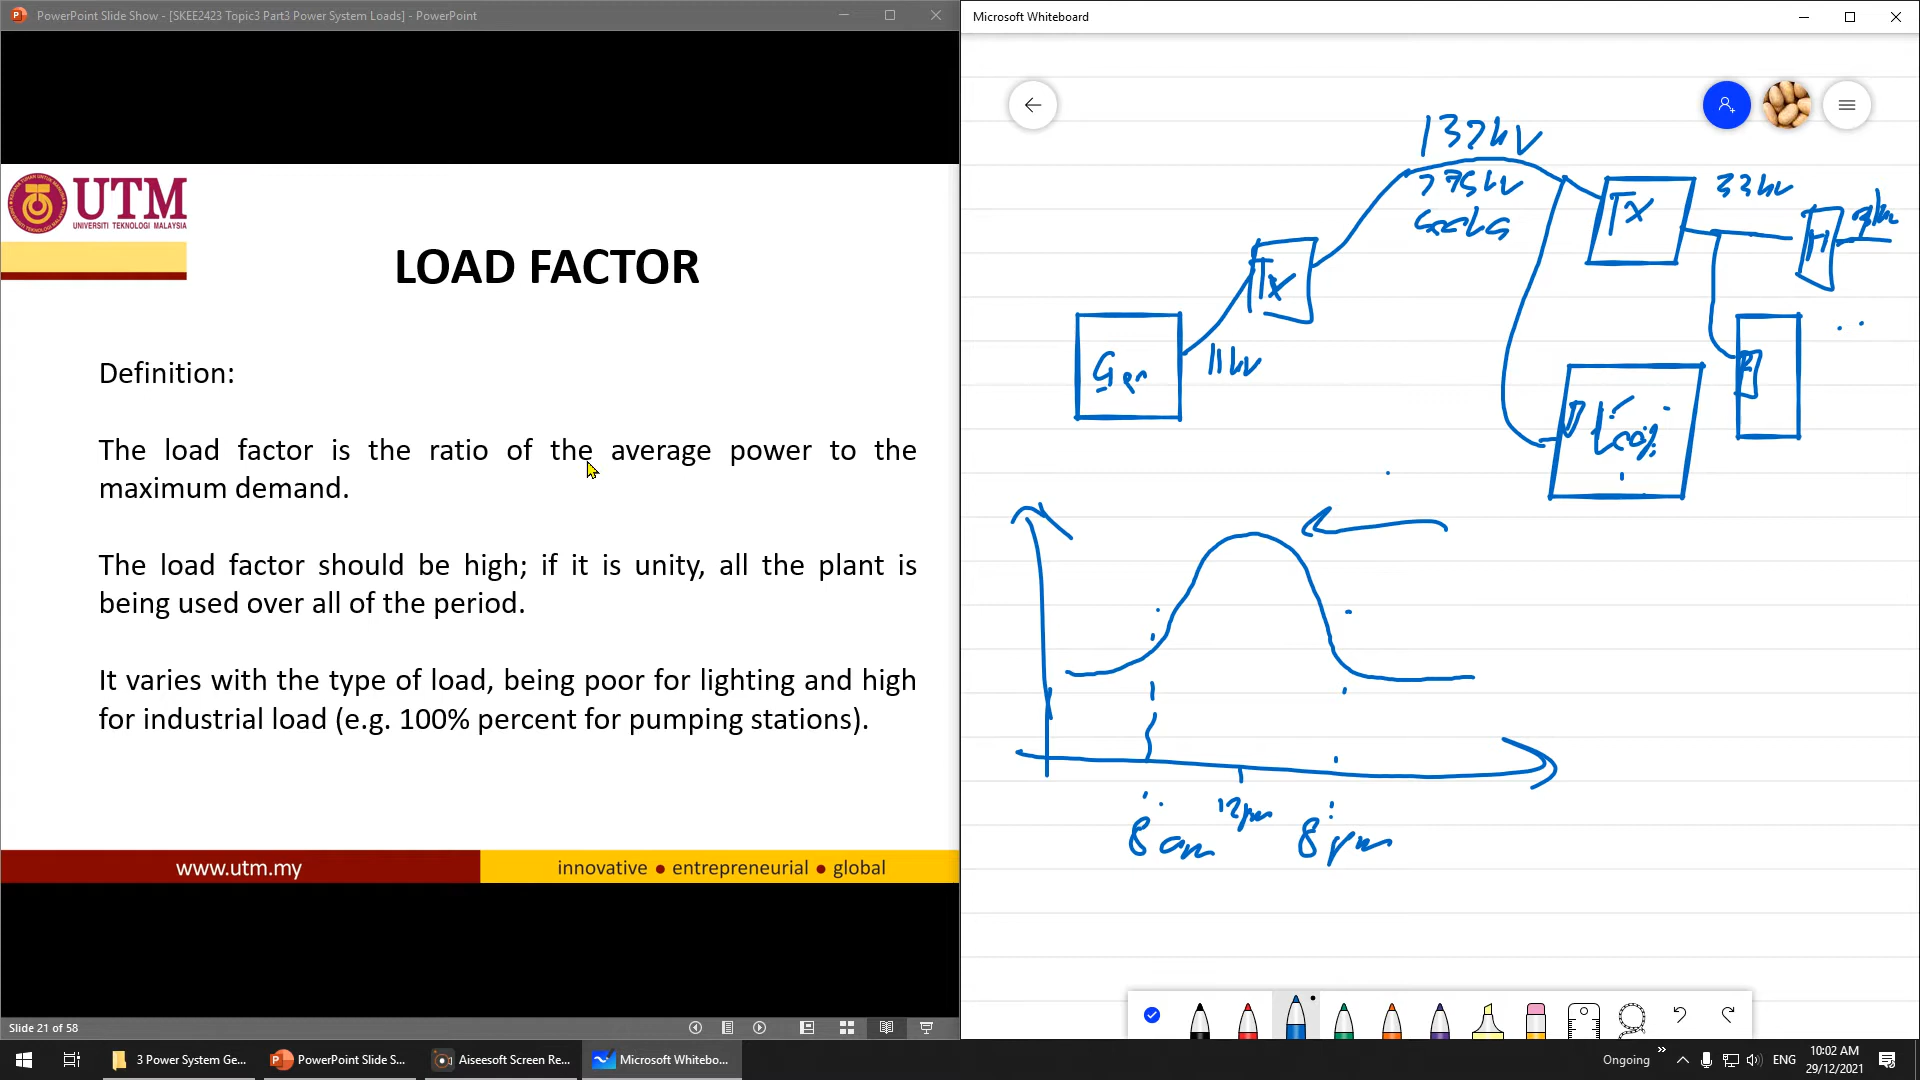 PowerPoint Slide Show - [SKEE2423 Topic3 Part3 Power System Loads] - PowerPoint
UTM
UNIVERSITI TEKNOLOGI MALAYSIA
LOAD FACTOR
Definition:
The load factor is the ratio of the average power to the
maximum demand.
The load factor should be high; if it is unity, all the plant is
being used over all of the period.
It varies with the type of load, being poor for lighting and high
for industrial load (e.g. 100% percent for pumping stations).
www.utm.my
innovative ● entrepreneurial ● global
Slide 21 of 58
Microsoft Whiteboard
132kV
275kV
33kV
Tx
Tx
Gen
11kV
12pm
8 am
8 pm
3 Power System Ge...
PowerPoint Slide S...
Aiseesoft Screen Re...
Microsoft Whitebo...
Ongoing
ENG
10:02 AM
29/12/2021